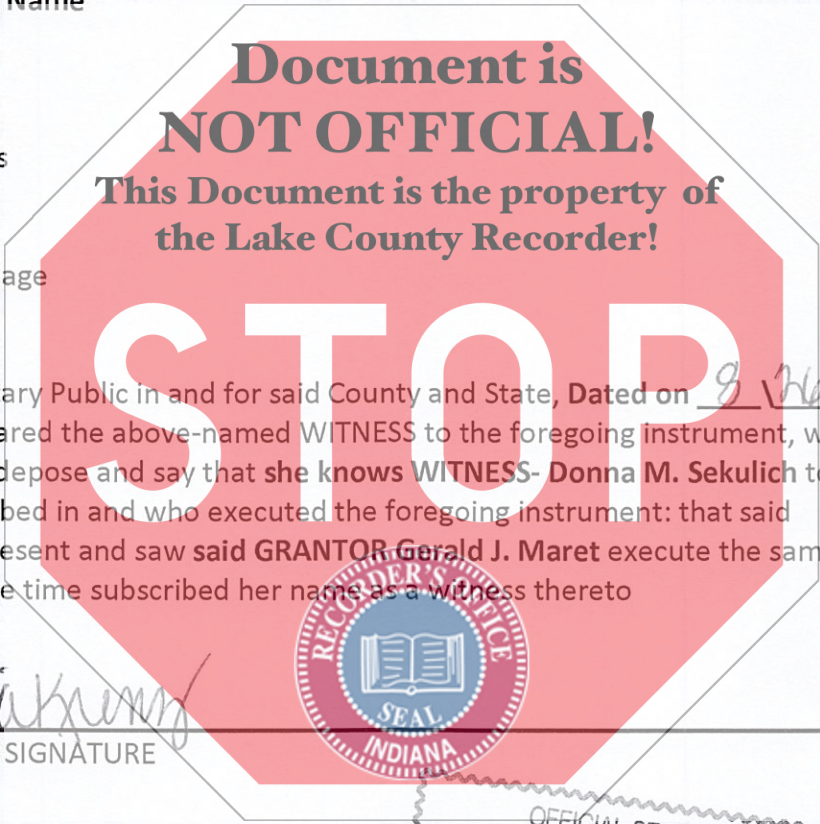 Name
Document is
NOT OFFICIAL!
This Document is the property of
the Lake County Recorder!
s
age
STOP
ary Public in and for said County and State, Dated on 8 \
ared the above-named WITNESS to the foregoing instrument, w
depose and say that she knows WITNESS- Donna M. Sekulich to
bed in and who executed the foregoing instrument: that said
esent and saw said GRANTOR Gerald J. Maret execute the sam
e time subscribed her name as a witness thereto
RECORDER'S OFFICE
SEAL
INDIANA
SIGNATURE
OFFICIAL